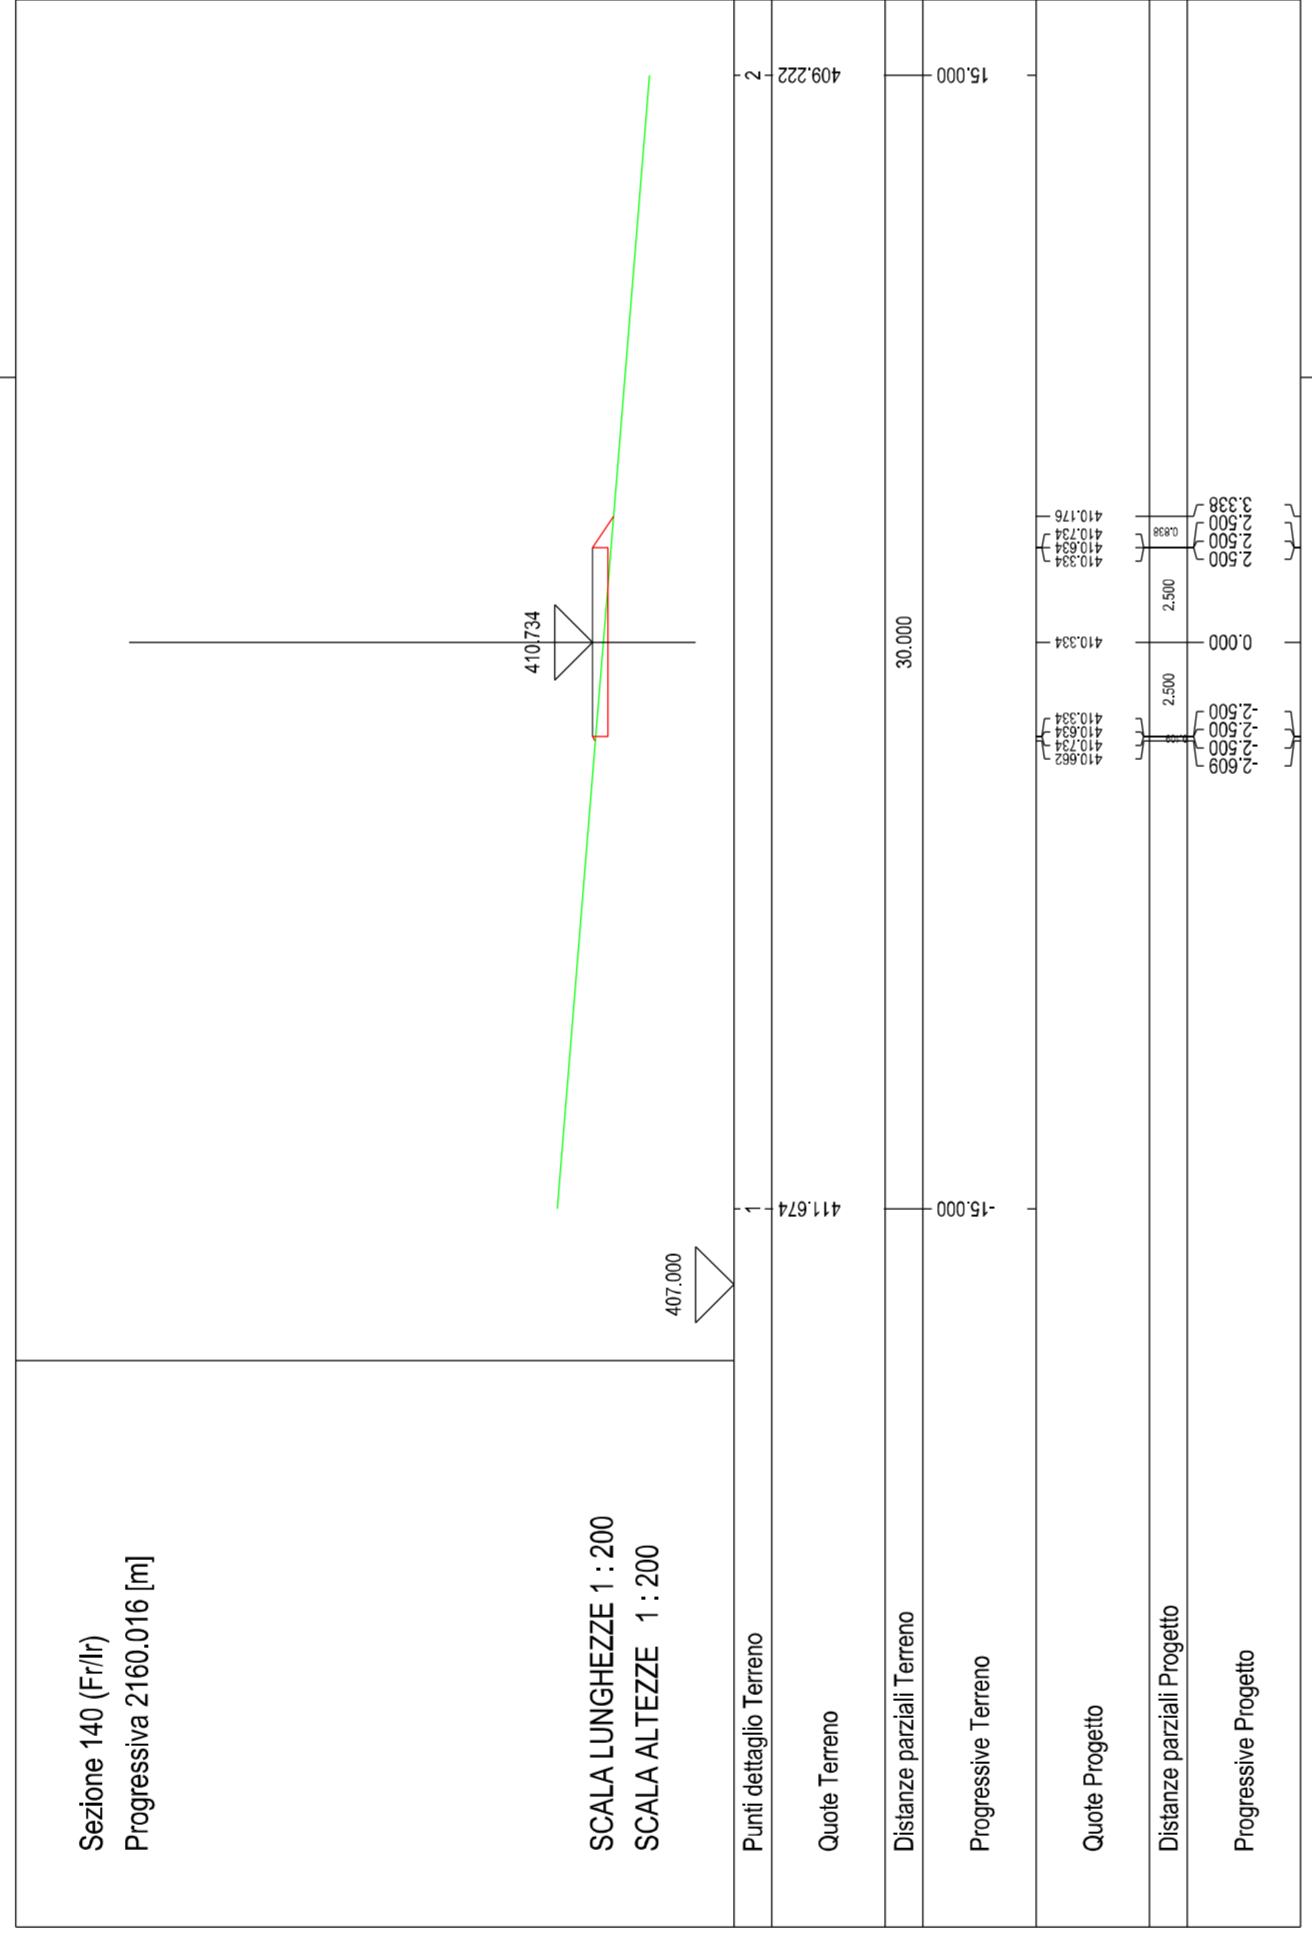 Sezione 140 (Fr/Ir)
Progressiva 2160.016 [m]
SCALA LUNGHEZZE 1 : 200
SCALA ALTEZZE 1 : 200
407.000
410.734
Punti dettaglio Terreno
1
2
Quote Terreno
411.674
409.222
Distanze parziali Terreno
30.000
Progressive Terreno
-15.000
15.000
Quote Progetto
410.662
410.734
410.634
410.334
410.334
410.334
410.634
410.734
410.176
Distanze parziali Progetto
0.109
2.500
2.500
0.838
Progressive Progetto
-2.609
-2.500
-2.500
-2.500
0.000
2.500
2.500
2.500
3.338